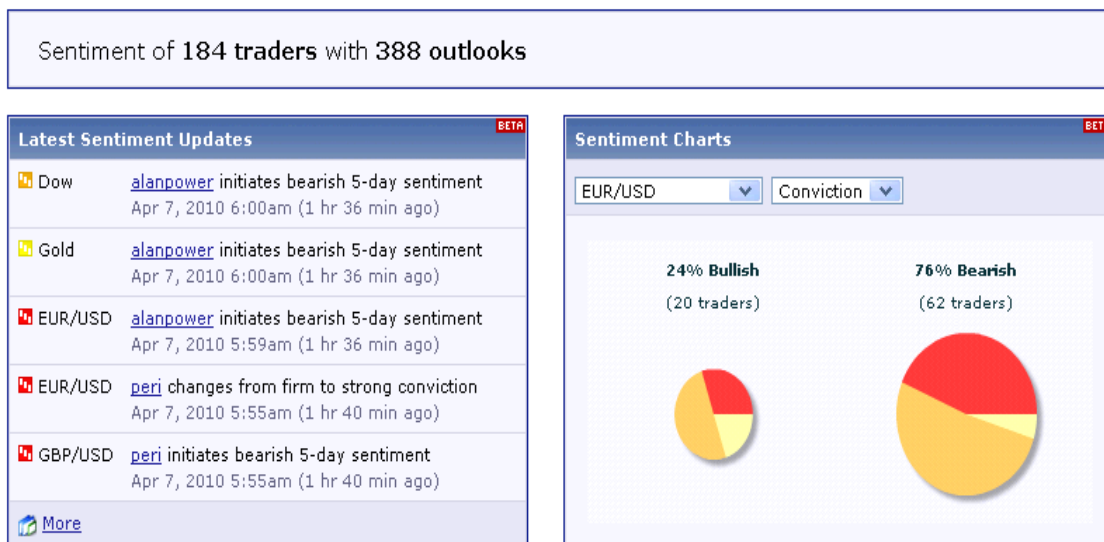 Sentiment of 184 traders with 388 outlooks
Latest Sentiment Updates
BETA
Dow alanpower initiates bearish 5-day sentiment
Apr 7, 2010 6:00am (1 hr 36 min ago)
Gold alanpower initiates bearish 5-day sentiment
Apr 7, 2010 6:00am (1 hr 36 min ago)
EUR/USD alanpower initiates bearish 5-day sentiment
Apr 7, 2010 5:59am (1 hr 36 min ago)
EUR/USD peri changes from firm to strong conviction
Apr 7, 2010 5:55am (1 hr 40 min ago)
GBP/USD peri initiates bearish 5-day sentiment
Apr 7, 2010 5:55am (1 hr 40 min ago)
More
Sentiment Charts
BET
EUR/USD Conviction
24% Bullish 76% Bearish
(20 traders) (62 traders)